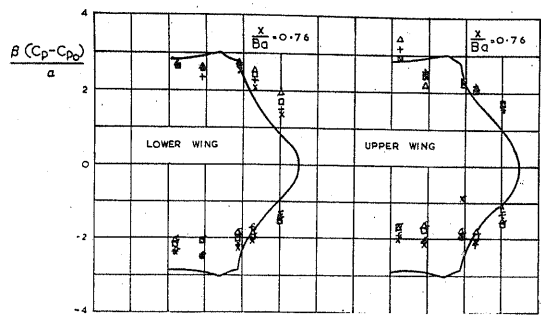 4
x/Ba = 0.76
x/Ba = 0.76
β (Cp-Cpo)
a
2
LOWER WING
UPPER WING
0
-2
-4